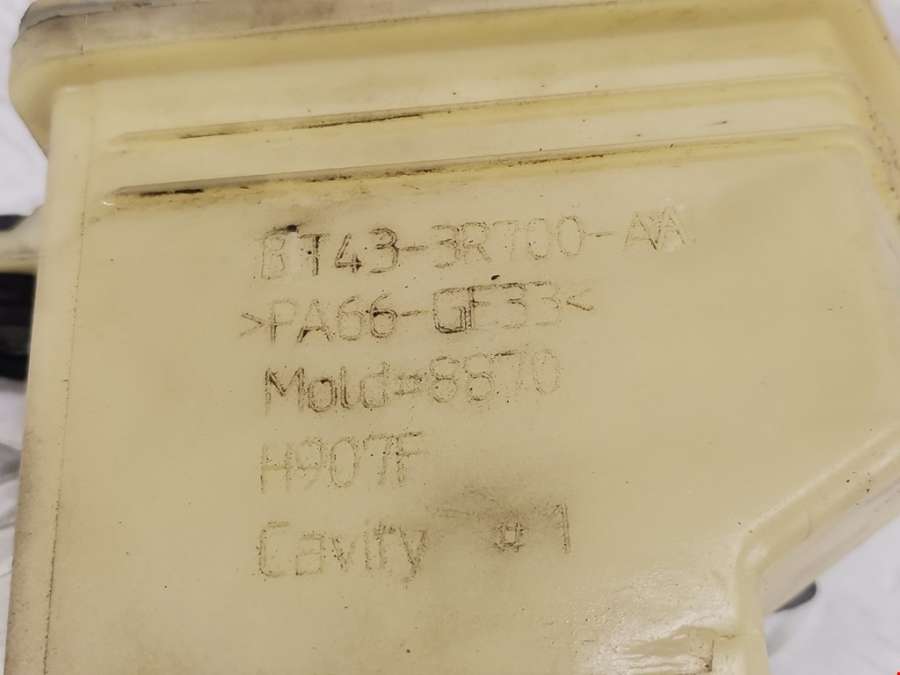 BT43-3R700-AA
>PA66-GF33<
Mold=8870
H907F
Cavity #1